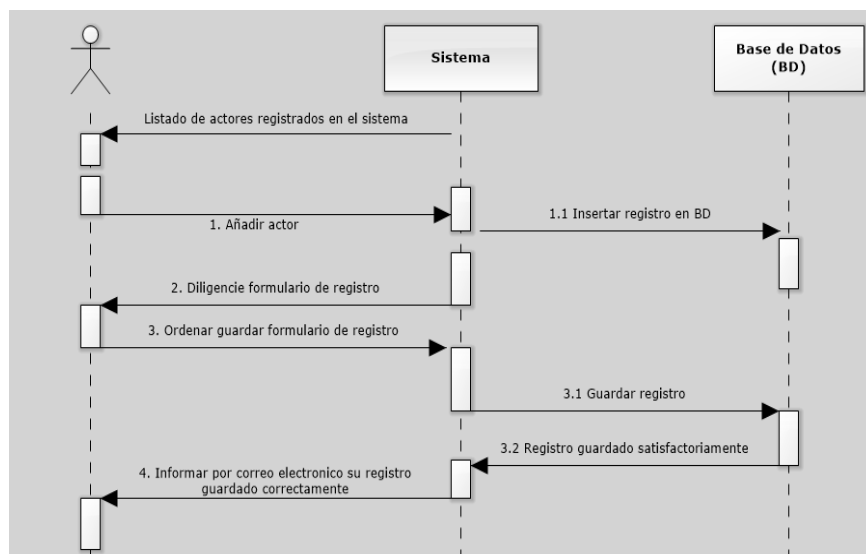 Sistema
Base de Datos
(BD)
Listado de actores registrados en el sistema
1. Añadir actor
1.1 Insertar registro en BD
2. Diligencie formulario de registro
3. Ordenar guardar formulario de registro
3.1 Guardar registro
3.2 Registro guardado satisfactoriamente
4. Informar por correo electronico su registro
guardado correctamente